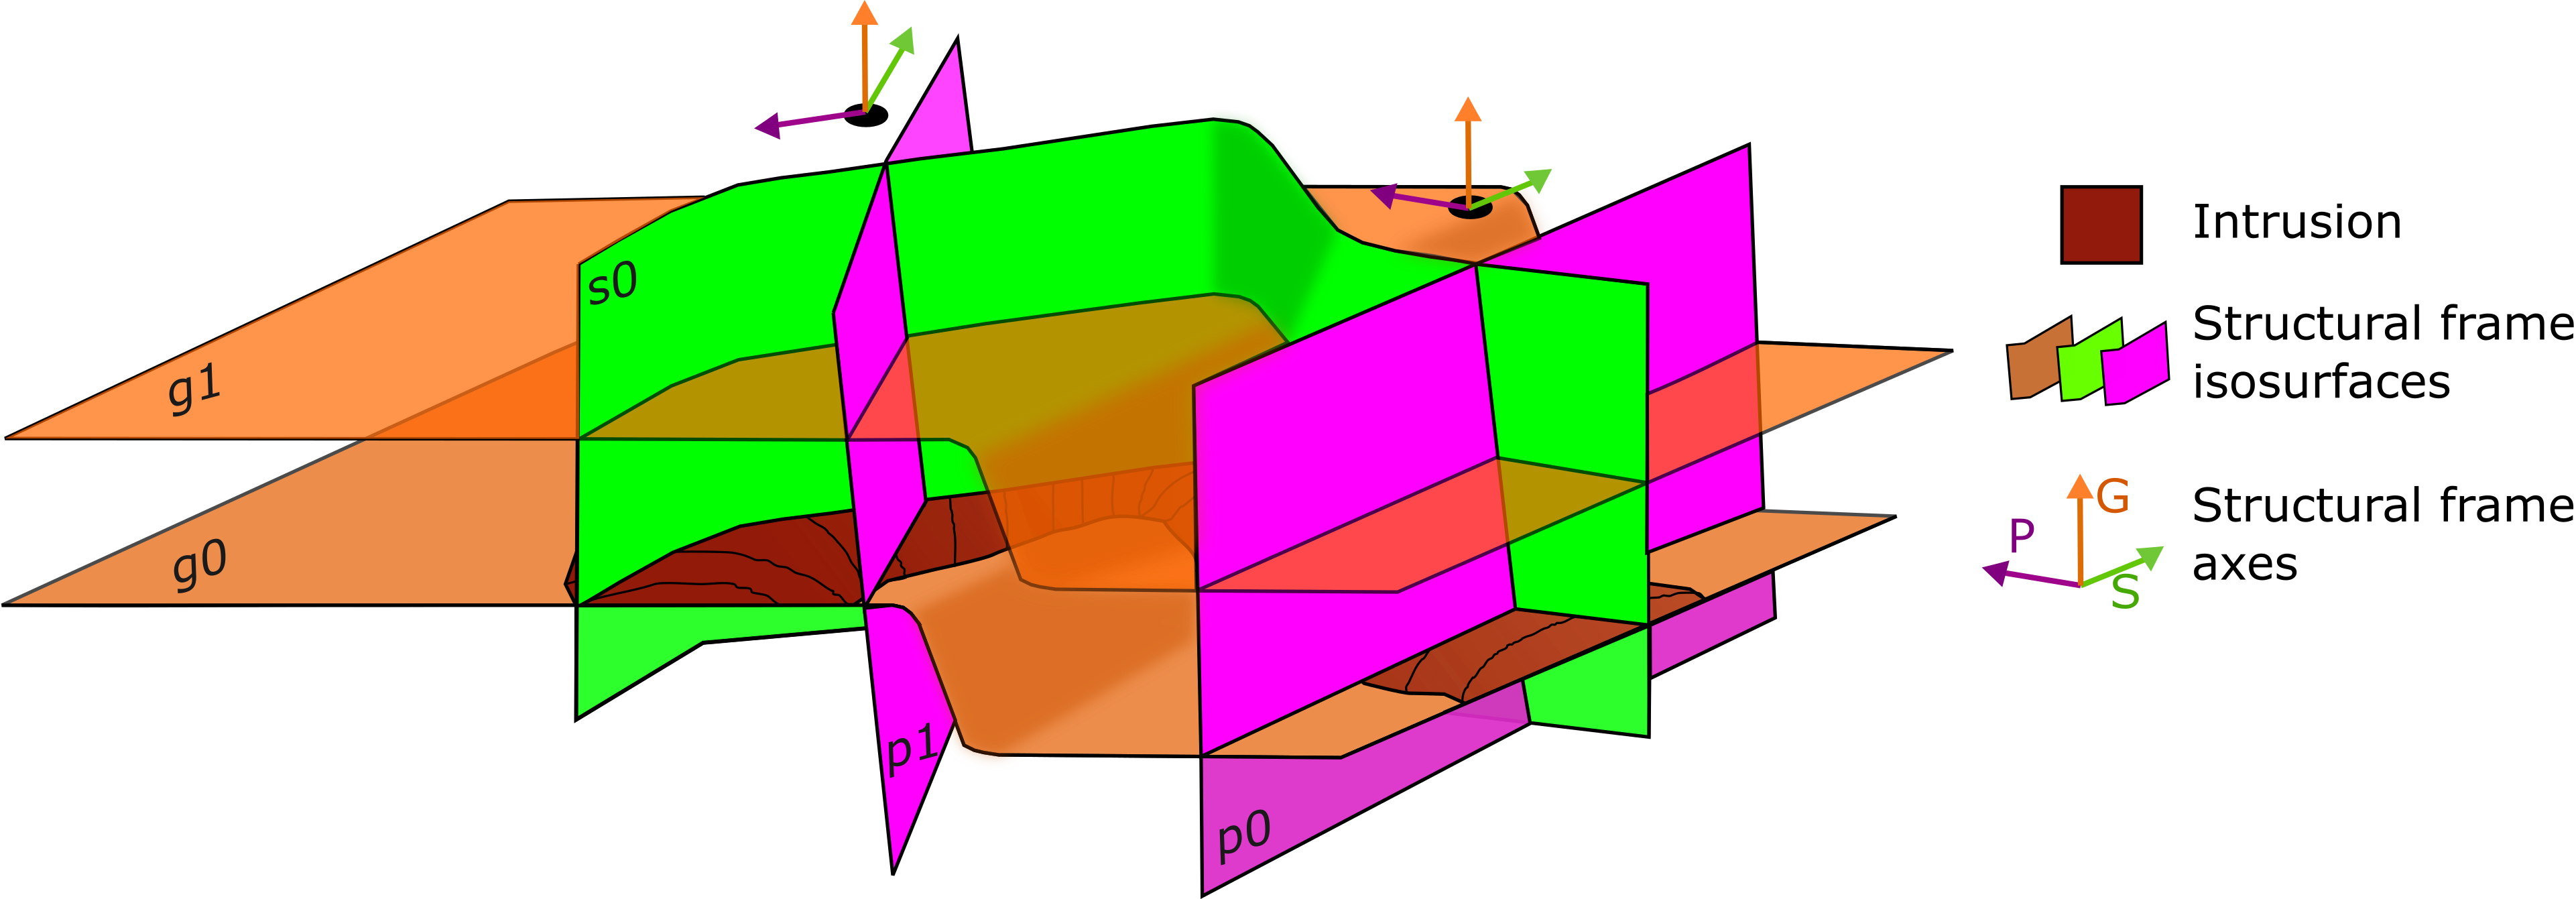 s0
g1
g0
p1
p0
Intrusion
Structural frame
isosurfaces
G
P
S
Structural frame
axes